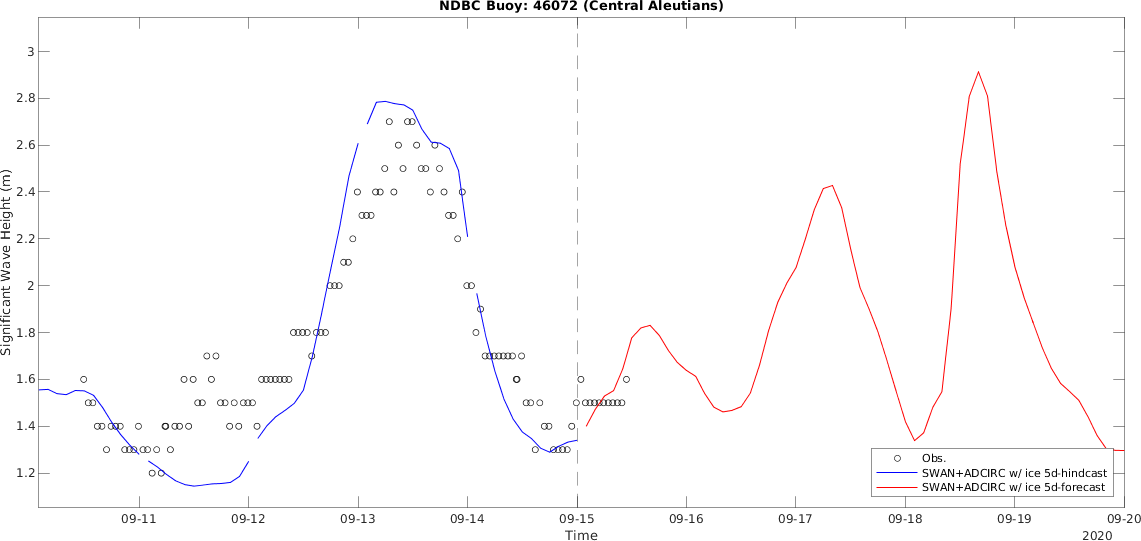 NDBC Buoy: 46072 (Central Aleutians)
3
2.8
2.6
2.4
2.2
2
1.8
1.6
1.4
1.2
Significant Wave Height (m)
Obs.
SWAN+ADCIRC w/ ice 5d-hindcast
SWAN+ADCIRC w/ ice 5d-forecast
09-11 09-12 09-13 09-14 09-15 09-16 09-17 09-18 09-19 09-20
Time
2020